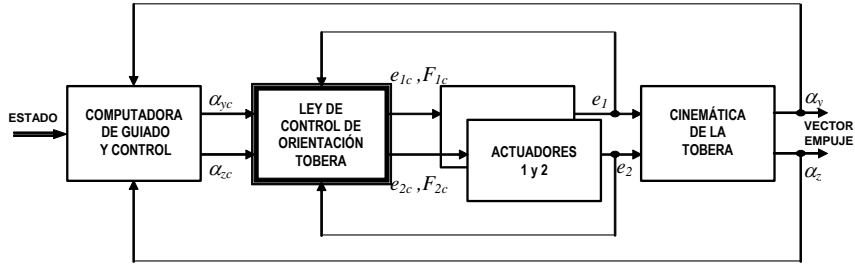 ESTADO
COMPUTADORA
DE GUIADO
Y CONTROL
αyc
αzc
LEY DE
CONTROL DE
ORIENTACIÓN
TOBERA
e1c ,F1c
e2c ,F2c
ACTUADORES
1 y 2
e1
e2
CINEMÁTICA
DE LA
TOBERA
αy
VECTOR
EMPUJE
αz